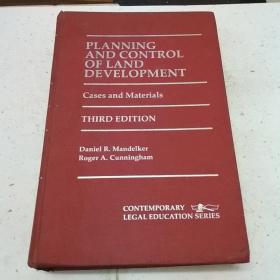 PLANNING
AND CONTROL
OF LAND
DEVELOPMENT
Cases and Materials
THIRD EDITION
Daniel R. Mandelker
Roger A. Cunningham
CONTEMPORARY
LEGAL EDUCATION SERIES